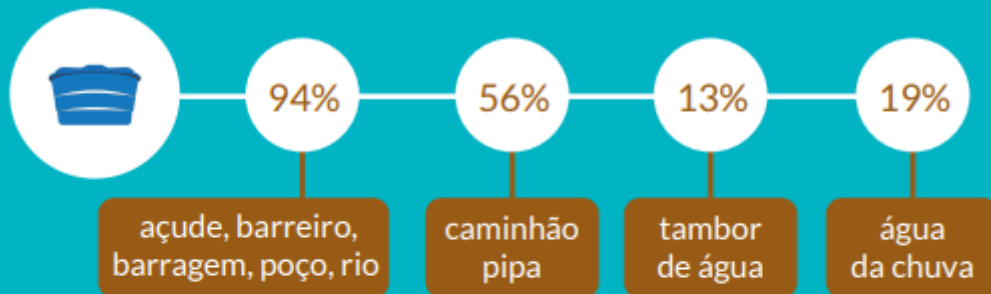 94%
56%
13%
19%
açude, barreiro,
barragem, poço, rio
caminhão
pipa
tambor
de água
água
da chuva